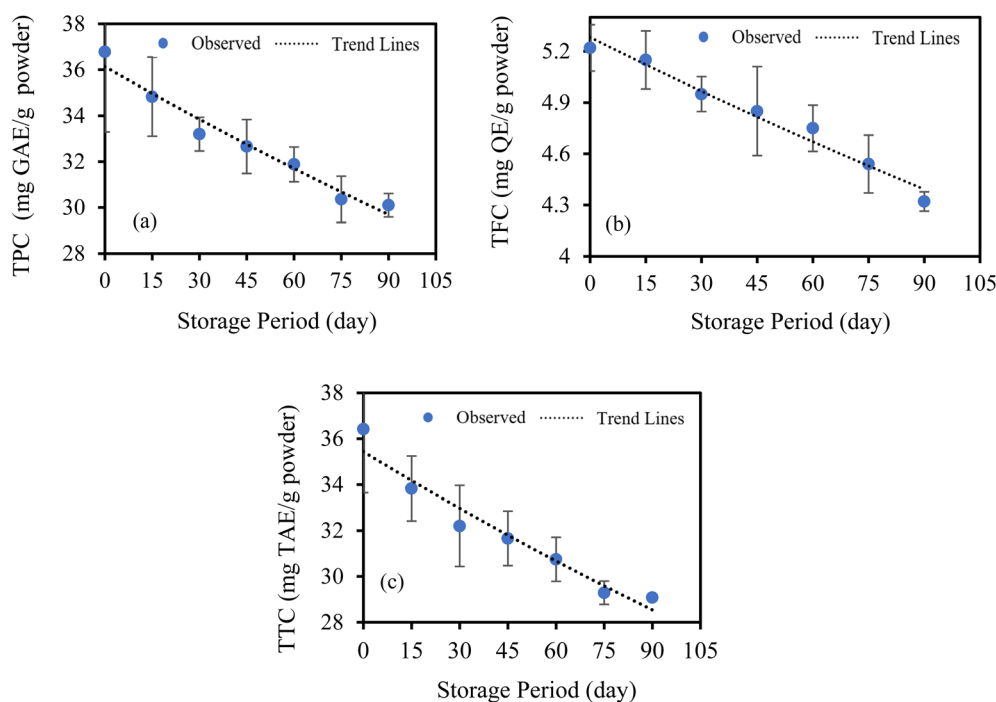 TPC (mg GAE/g powder)
38
36
34
32
30
28
Observed
Trend Lines
(a)
0 15 30 45 60 75 90 105
Storage Period (day)
TFC (mg QE/g powder)
5.2
4.9
4.6
4.3
4
Observed
Trend Lines
(b)
0 15 30 45 60 75 90 105
Storage Period (day)
TTC (mg TAE/g powder)
38
36
34
32
30
28
Observed
Trend Lines
(c)
0 15 30 45 60 75 90 105
Storage Period (day)